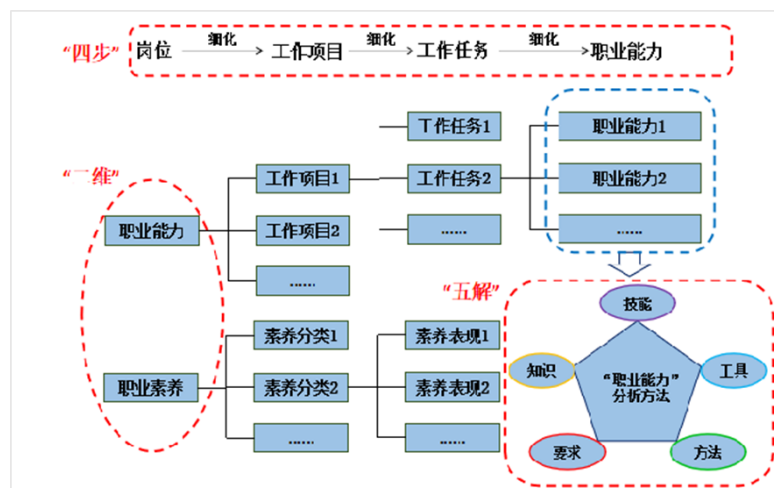 “四步”
岗位 细化 工作项目 细化 工作任务 细化 职业能力
工作任务1
职业能力1
“二维”
工作项目1
工作任务2
职业能力2
职业能力
工作项目2
……
……
……
“五解”
技能
素养分类1
素养表现1
知识
“职业能力”
分析方法
工具
职业素养
素养分类2
素养表现2
……
……
要求
方法